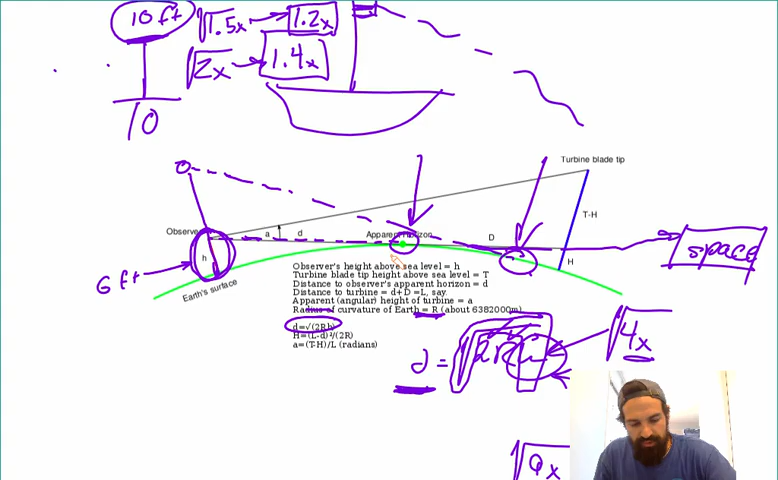 10 ft √1.5x 1.2x
√2x 1.4x
10
Turbine blade tip
T-H
Observe
a d Apparent horizon D
h
H
space
6 ft
Earth's surface
Observer's height above sea level = h
Turbine blade tip height above sea level = T
Distance to observer's apparent horizon = d
Distance to turbine = d+D =L, say
Apparent (angular) height of turbine = a
Radius of curvature of Earth = R (about 6382000m)
d=√(2Rh)
H=(L-d)²/(2R)
a=(T-H)/L (radians)
√4x
d = √2R
√9x